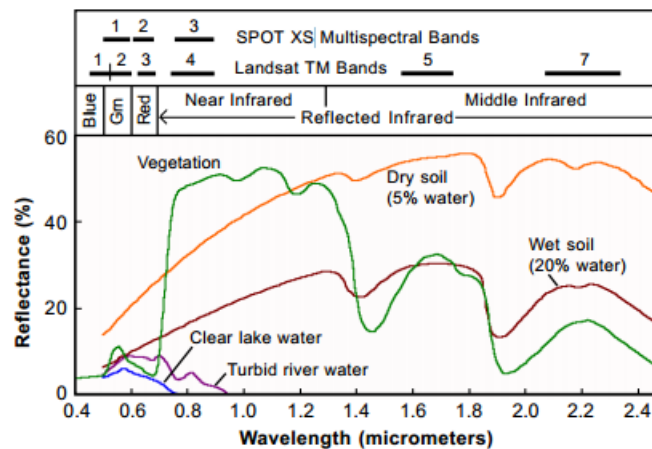 1 2 3 SPOT XS Multispectral Bands
1 2 3 4 Landsat TM Bands 5 7
Blue Grn Red Near Infrared Middle Infrared
Reflected Infrared
60
40
20
0
Reflectance (%)
Vegetation
Dry soil
(5% water)
Wet soil
(20% water)
Clear lake water
Turbid river water
0.4 0.6 0.8 1.0 1.2 1.4 1.6 1.8 2.0 2.2 2.4
Wavelength (micrometers)